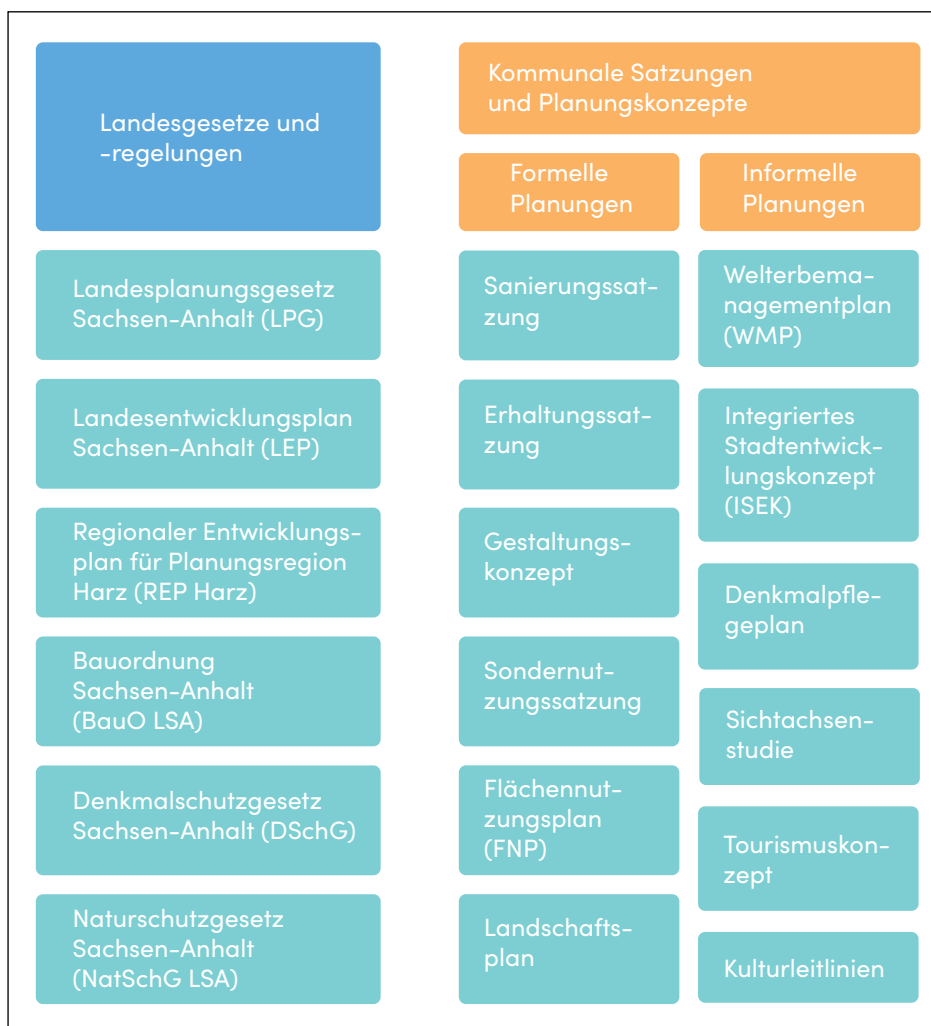 Landesgesetze und
-regelungen
Landesplanungsgesetz
Sachsen-Anhalt (LPG)
Landesentwicklungsplan
Sachsen-Anhalt (LEP)
Regionaler Entwicklungs-
plan für Planungsregion
Harz (REP Harz)
Bauordnung
Sachsen-Anhalt
(BauO LSA)
Denkmalschutzgesetz
Sachsen-Anhalt (DSchG)
Naturschutzgesetz
Sachsen-Anhalt
(NatSchG LSA)
Kommunale Satzungen
und Planungskonzepte
Formelle
Planungen
Sanierungssat-
zung
Erhaltungssat-
zung
Gestaltungs-
konzept
Sondernut-
zungssatzung
Flächennut-
zungsplan
(FNP)
Landschafts-
plan
Informelle
Planungen
Welterbema-
nagementplan
(WMP)
Integriertes
Stadtentwick-
lungskonzept
(ISEK)
Denkmalpfle-
geplan
Sichtachsen-
studie
Tourismuskon-
zept
Kulturleitlinien